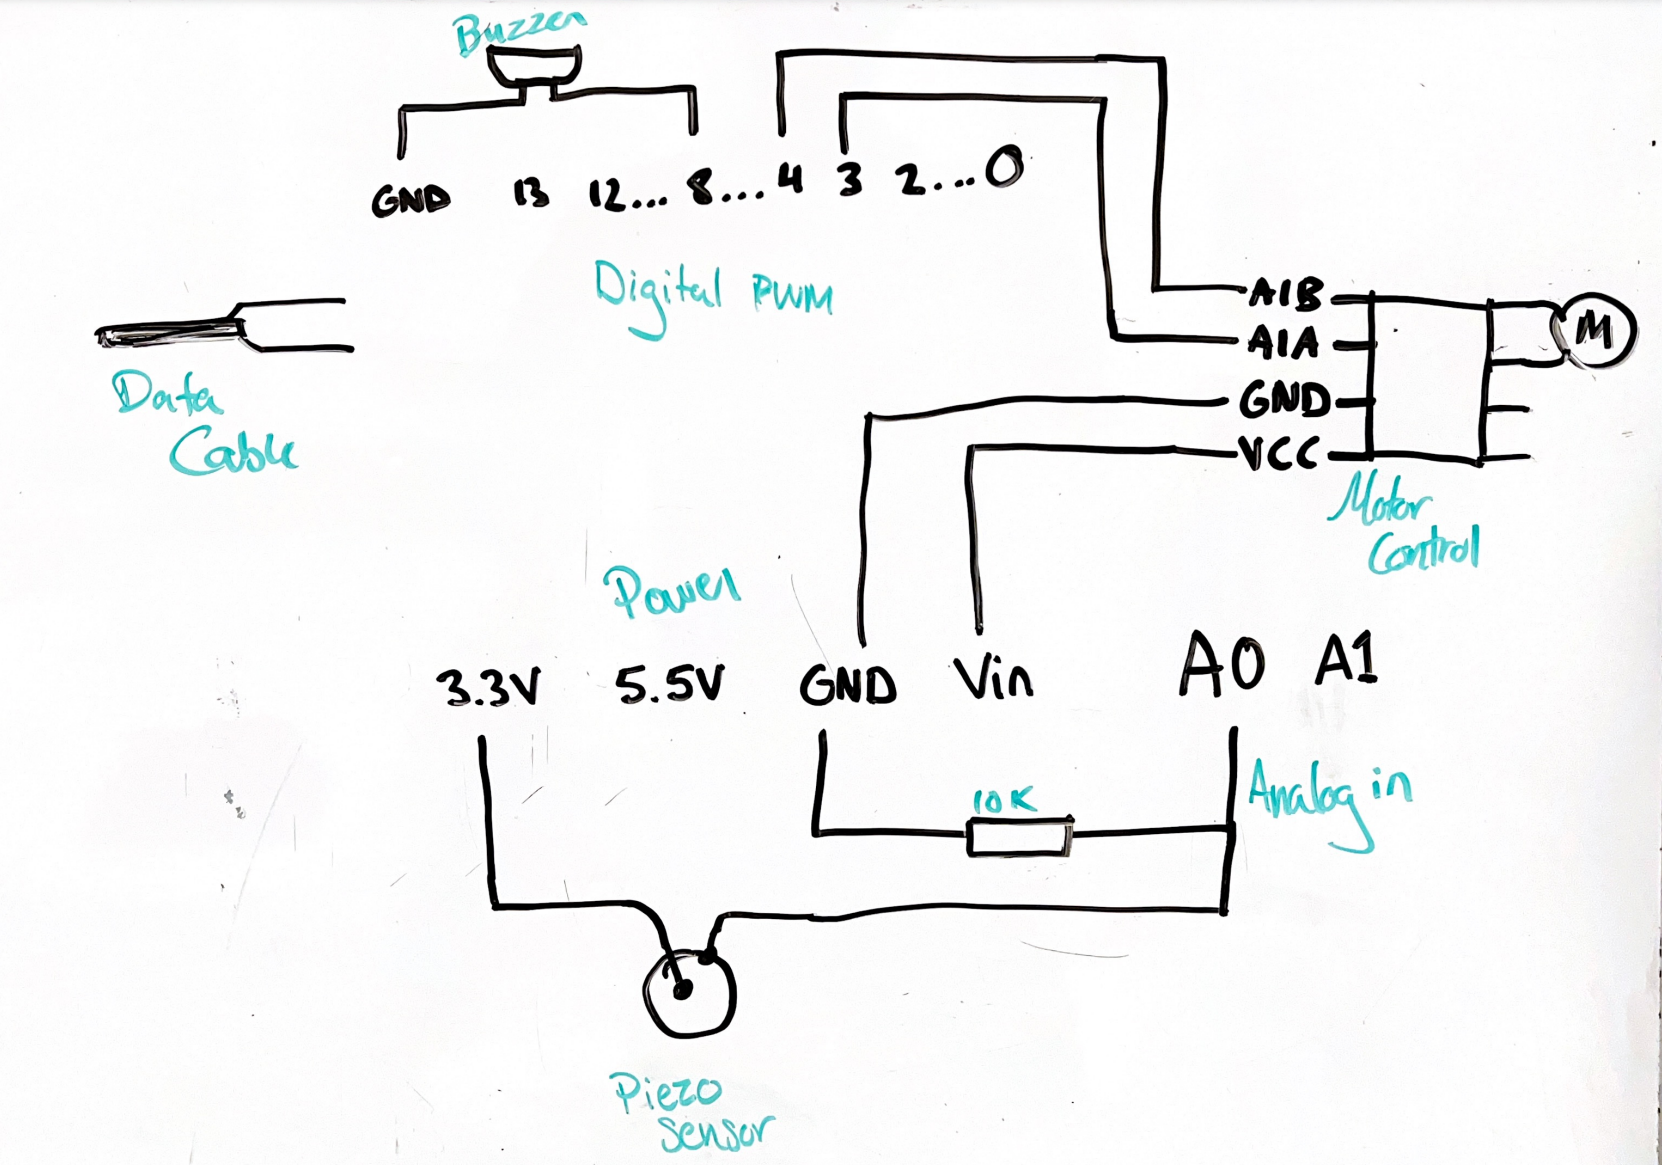 Buzzer
GND 13 12... 8... 4 3 2... 0
Digital PWM
A1B
A1A
M
GND
VCC
Data
Cable
Motor
Control
Power
3.3V 5.5V GND Vin A0 A1
10K
Analog in
Piezo
Sensor